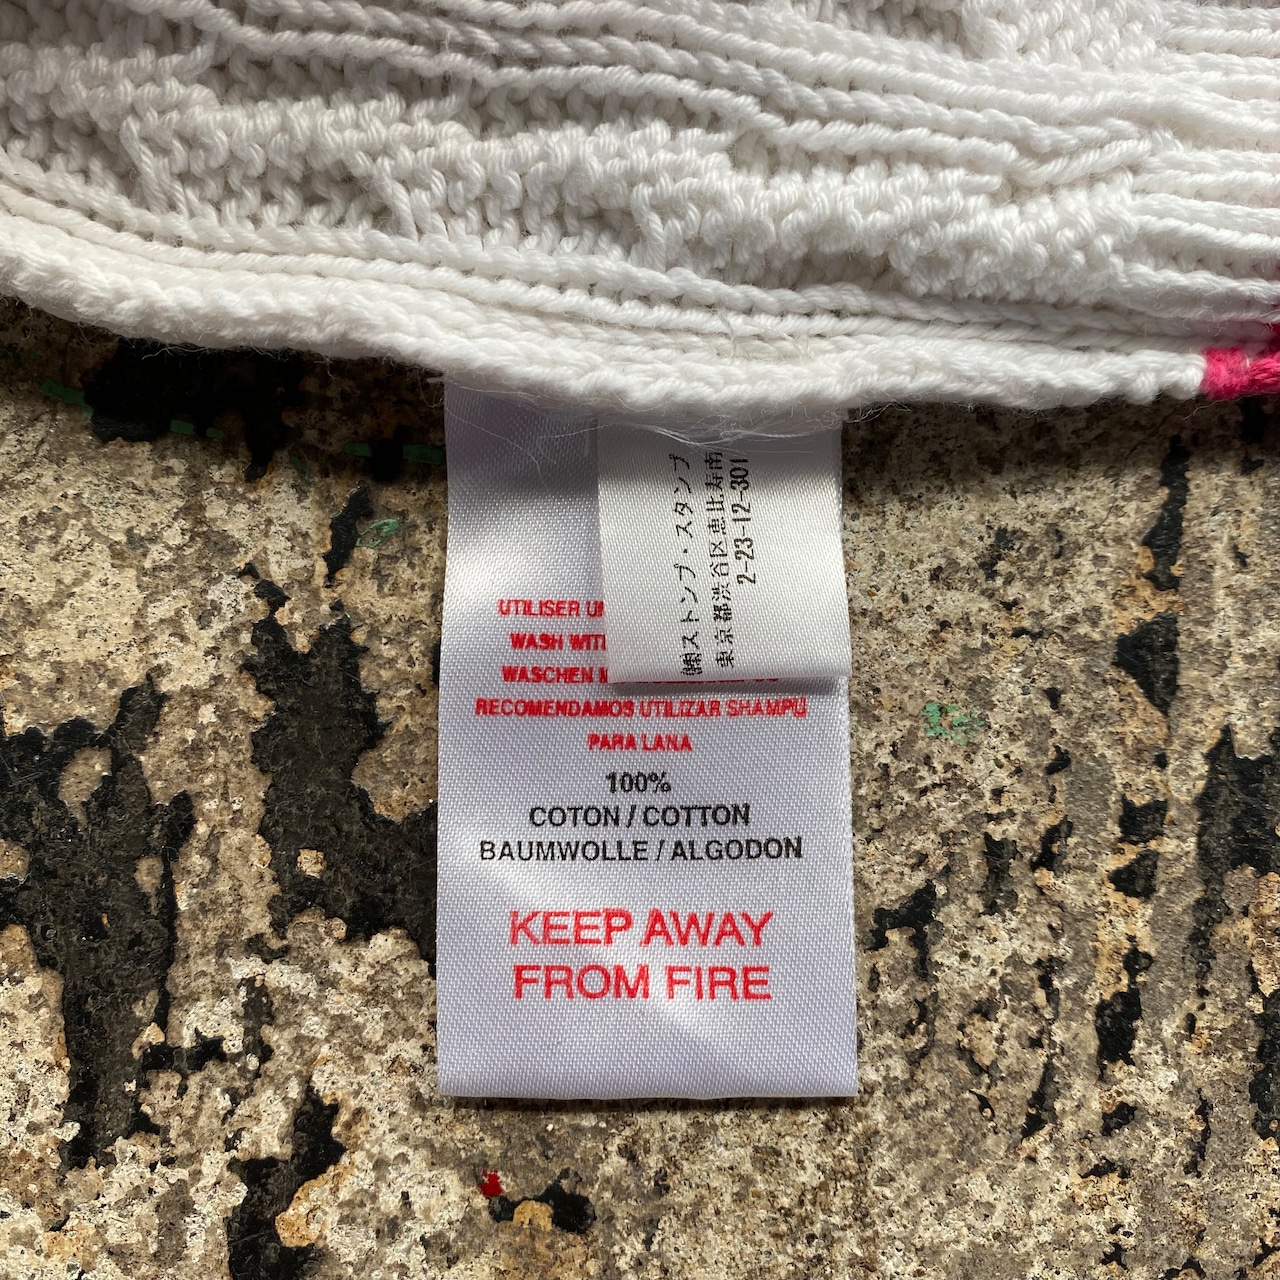 ㈱ストンプ・スタンプ
東京都渋谷区恵比寿南
2-23-12-301
UTILISER
WASH
WASCHEN
RECOMENDAMOS UTILIZAR SHAMPU
PARA LANA
100%
COTON / COTTON
BAUMWOLLE / ALGODON
KEEP AWAY
FROM FIRE